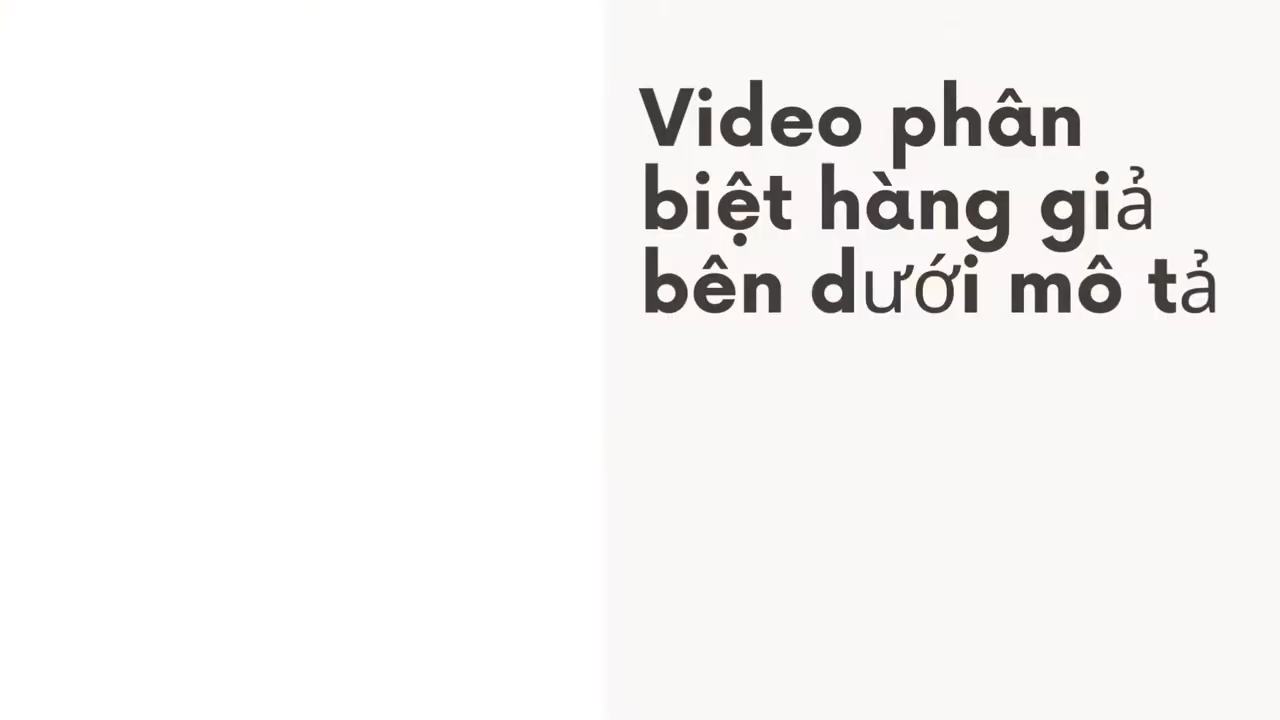 Video phân
biệt hàng giả
bên dưới mô tả